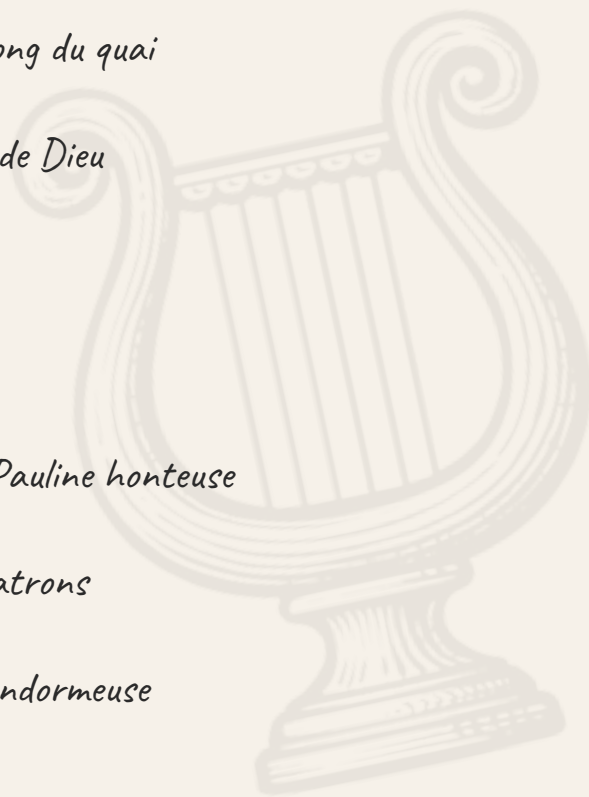 ong du quai
de Dieu
Pauline honteuse
atrons
ndormeuse